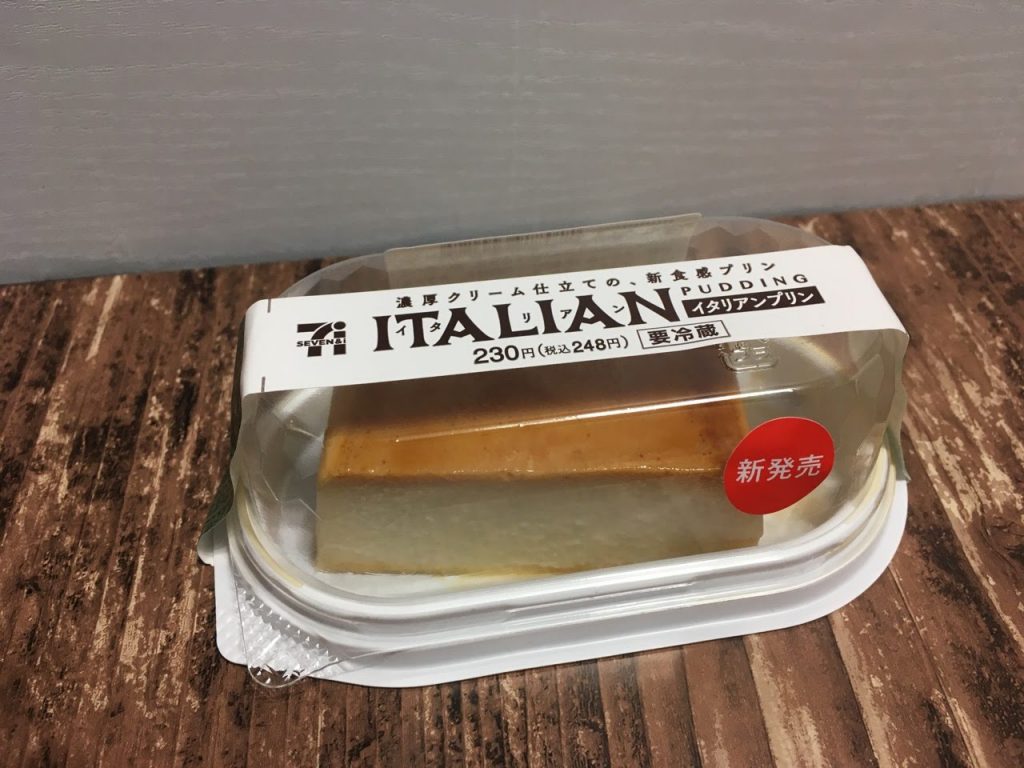 濃厚クリーム仕立ての、新食感プリン
SEVEN&i
ITALIAN
イタリアン
PUDDING
イタリアンプリン
230円(税込248円)
要冷蔵
新発売